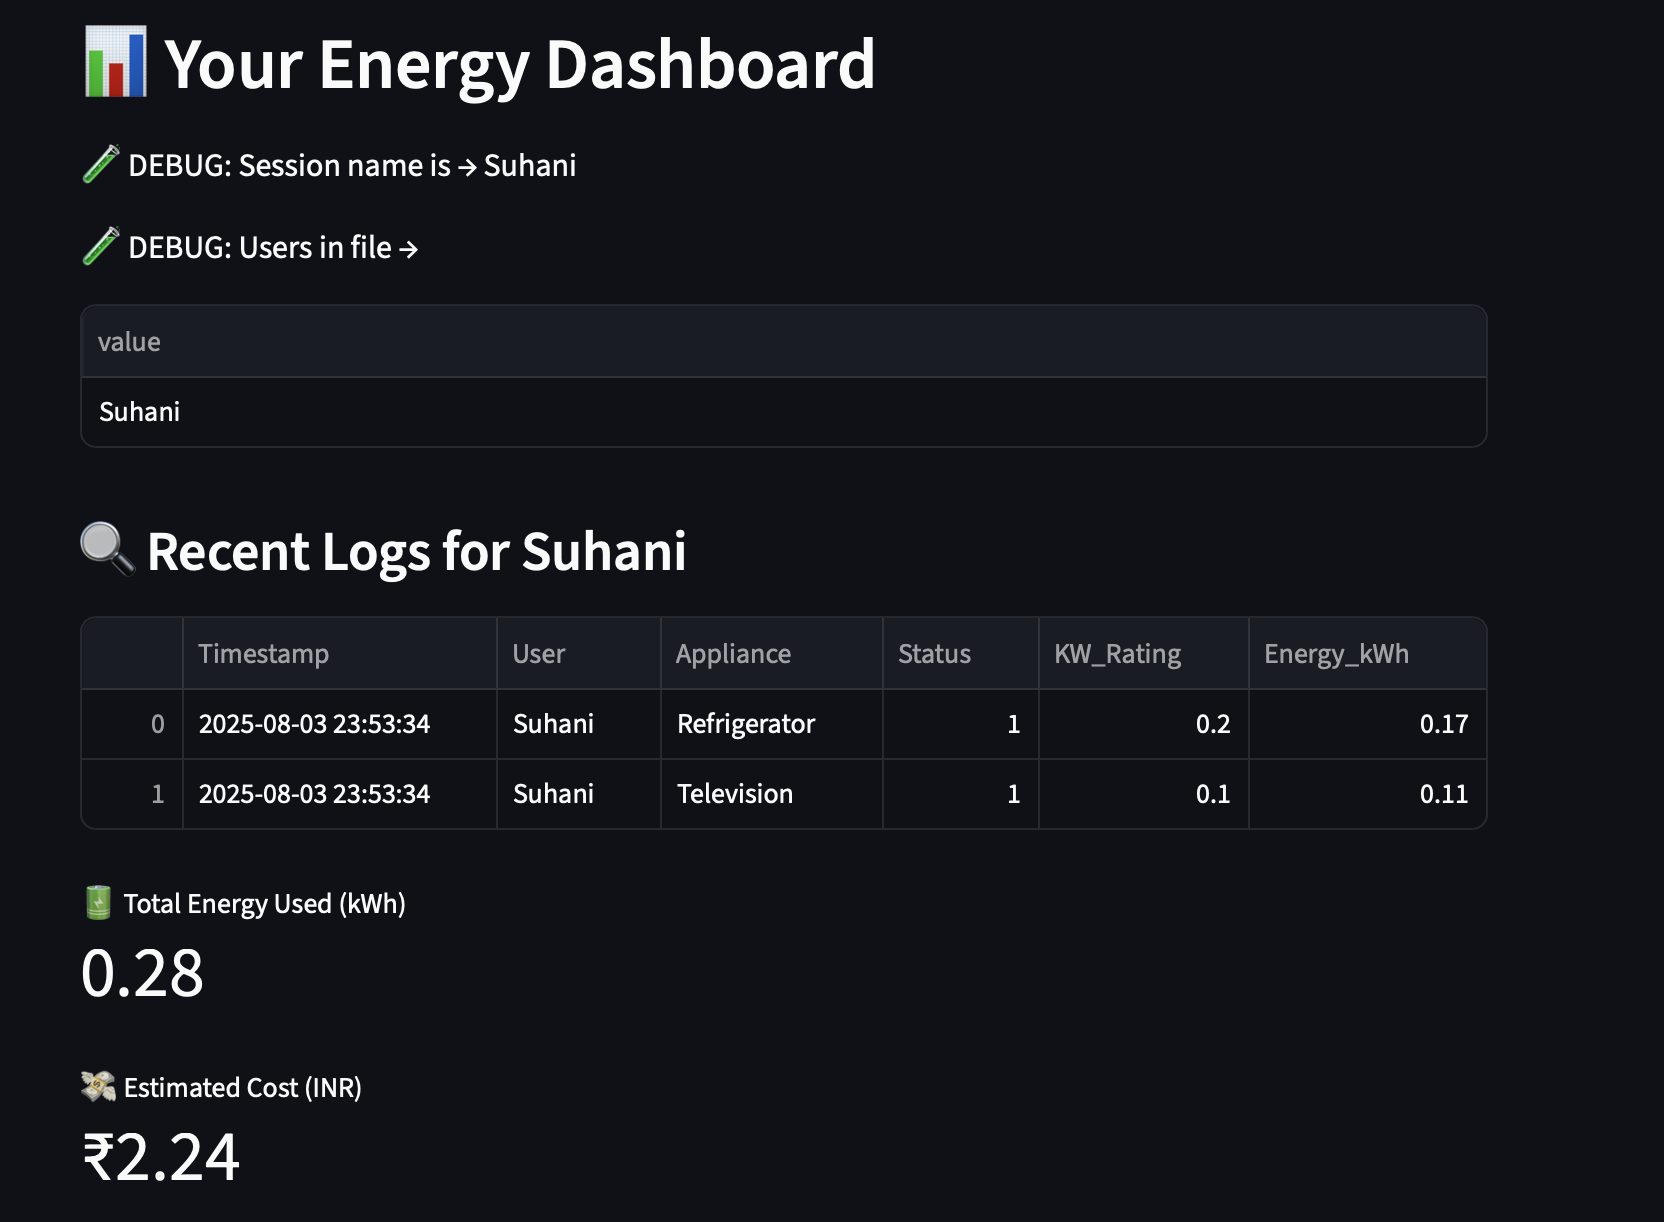 Your Energy Dashboard
DEBUG: Session name is → Suhani
DEBUG: Users in file →
value
Suhani
Recent Logs for Suhani
Timestamp User Appliance Status KW_Rating Energy_kWh
0 2025-08-03 23:53:34 Suhani Refrigerator 1 0.2 0.17
1 2025-08-03 23:53:34 Suhani Television 1 0.1 0.11
Total Energy Used (kWh)
0.28
Estimated Cost (INR)
₹2.24